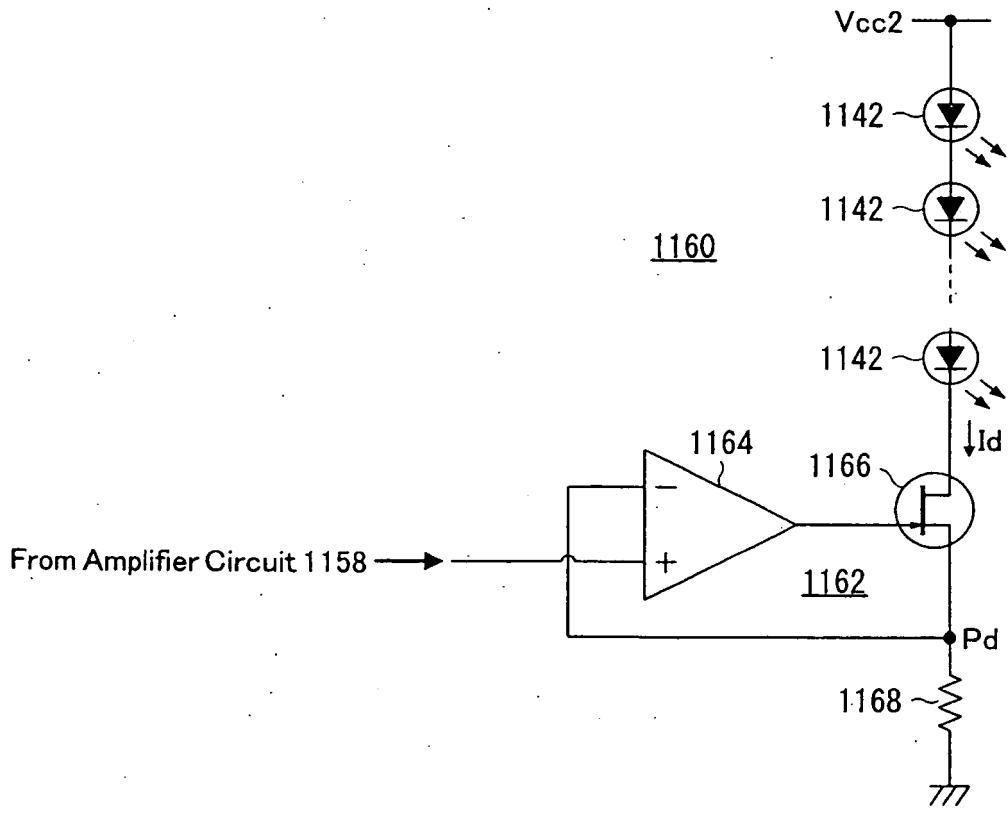 Vcc2
1142
1142
1160
1142
Id
1164
1166
−
+
From Amplifier Circuit 1158
1162
Pd
1168